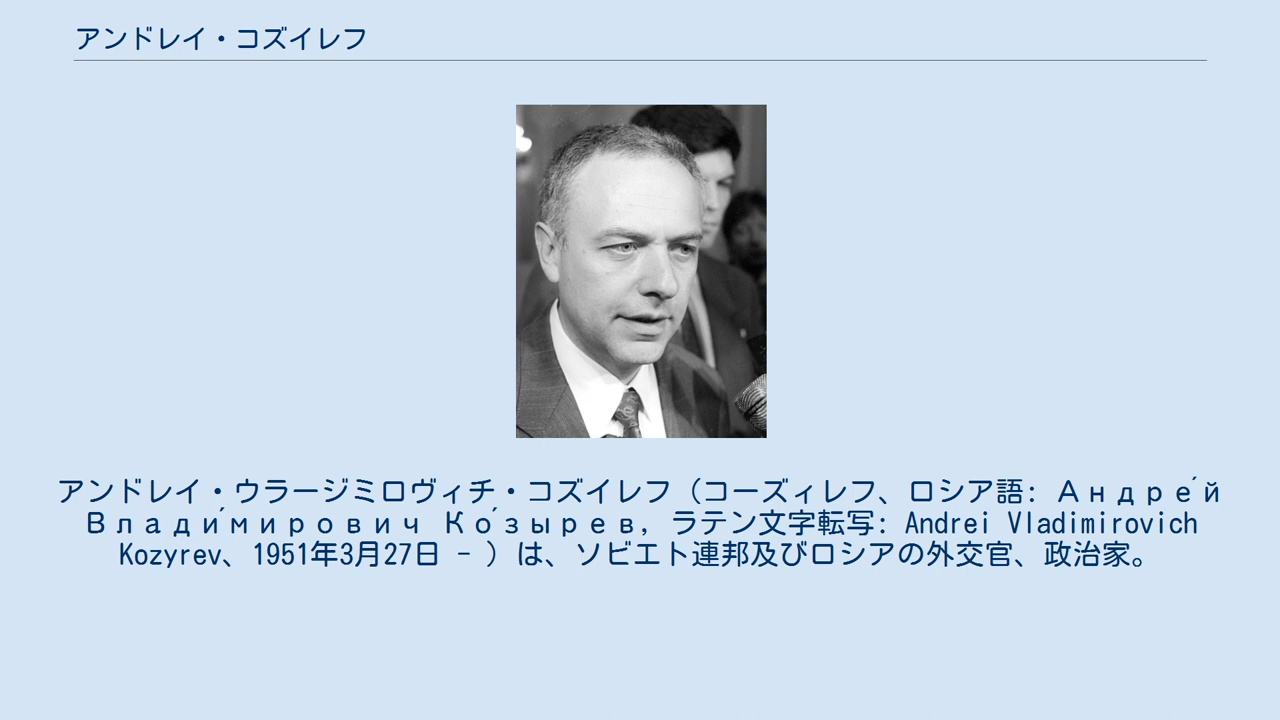 アンドレイ・コズイレフ
アンドレイ・ウラージミロヴィチ・コズイレフ（コーズィレフ、ロシア語: Андре́й
Влади́мирович Ко́зырев, ラテン文字転写: Andrei Vladimirovich
Kozyrev、1951年3月27日 - ）は、ソビエト連邦及びロシアの外交官、政治家。